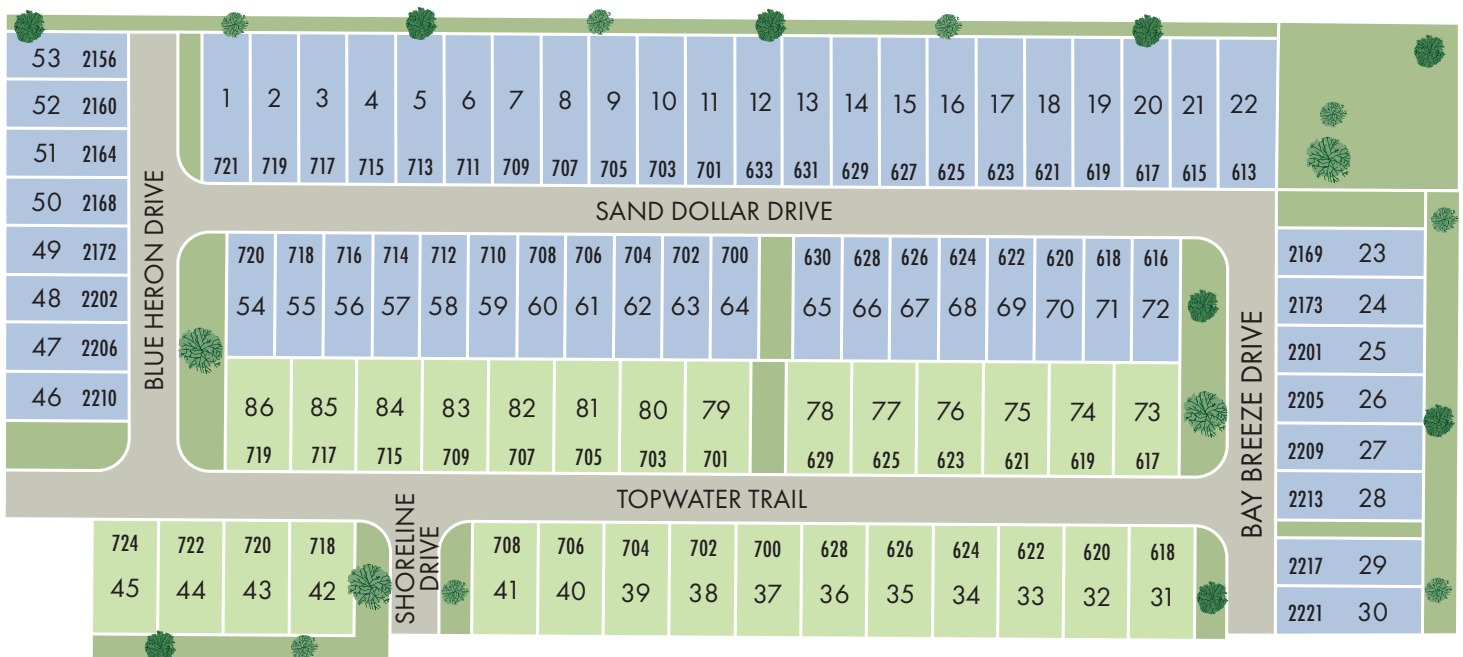 53 2156
52 2160
51 2164
50 2168
49 2172
48 2202
47 2206
46 2210
BLUE HERON DRIVE
1 2 3 4 5 6 7 8 9 10 11 12 13 14 15 16 17 18 19 20 21 22
721 719 717 715 713 711 709 707 705 703 701 633 631 629 627 625 623 621 619 617 615 613
SAND DOLLAR DRIVE
720 718 716 714 712 710 708 706 704 702 700 630 628 626 624 622 620 618 616
54 55 56 57 58 59 60 61 62 63 64 65 66 67 68 69 70 71 72
86 85 84 83 82 81 80 79 78 77 76 75 74 73
719 717 715 709 707 705 703 701 629 625 623 621 619 617
TOPWATER TRAIL
BAY BREEZE DRIVE
2169 23
2173 24
2201 25
2205 26
2209 27
2213 28
2217 29
2221 30
724 722 720 718
45 44 43 42
SHORELINE
DRIVE
708 706 704 702 700 628 626 624 622 620 618
41 40 39 38 37 36 35 34 33 32 31